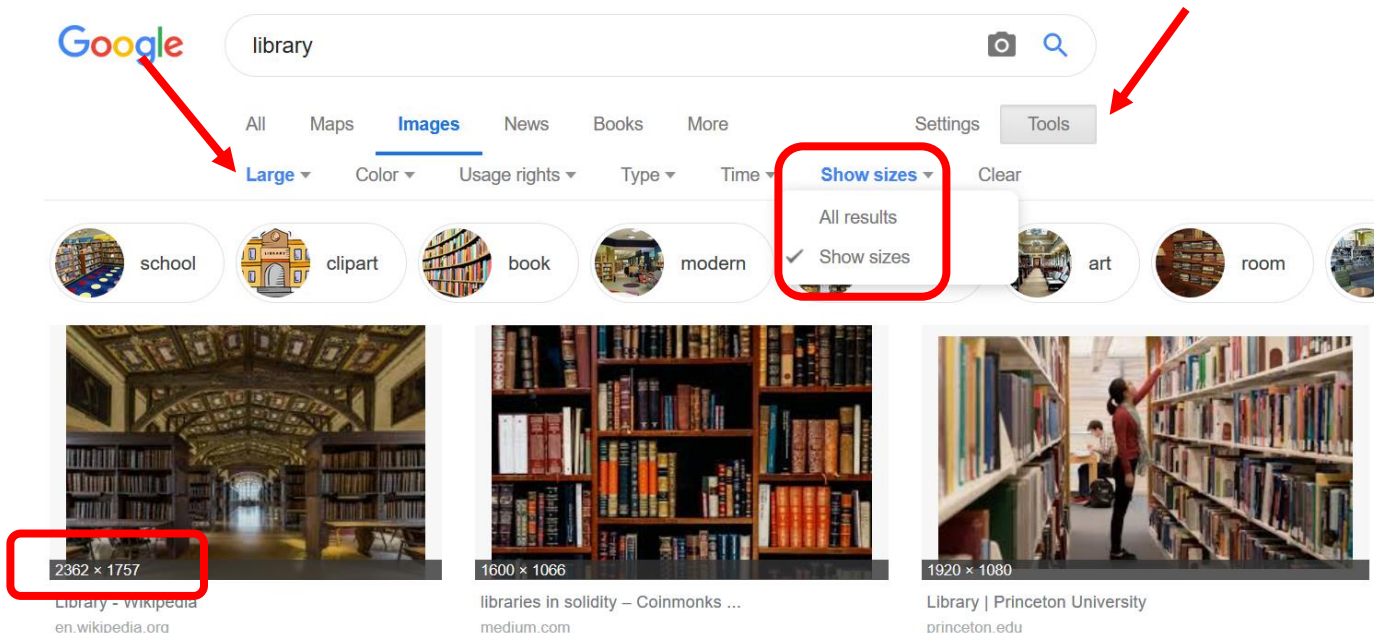 Google library
All Maps Images News Books More Settings Tools
Large Color Usage rights Type Time Show sizes Clear
All results
Show sizes
school clipart book modern art room
LIBRARY
2362 × 1757 1600 × 1066 1920 × 1080
Library - Wikipedia libraries in solidity – Coinmonks ... Library | Princeton University
en.wikipedia.org medium.com princeton.edu